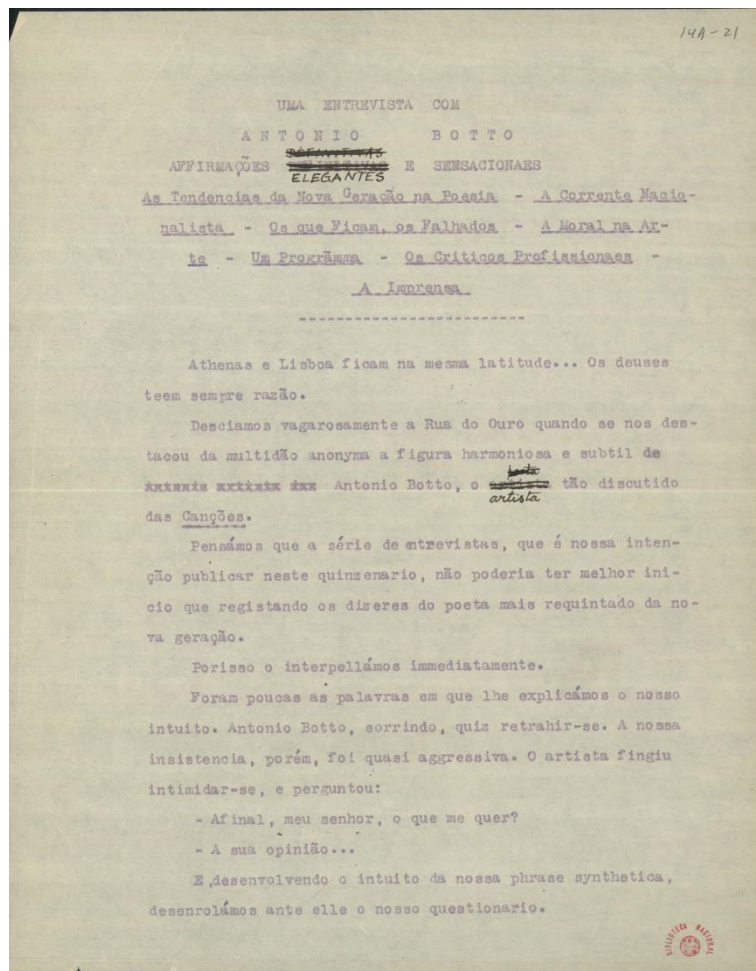 14A-21
UMA ENTREVISTA COM
ANTONIO BOTTO
AFFIRMAÇÕES ELEGANTES E SENSACIONAES
As Tendencias da Nova Geração na Poesia - A Corrente Nacio-
nalista - Os que Ficam, os Falhados - A Moral na Ar-
te - Um Programma - Os Criticos Profissionaes -
A Imprensa
-------------------------
Athenas e Lisboa ficam na mesma latitude... Os deuses
teem sempre razão.
Desciamos vagarosamente a Rua do Ouro quando se nos des-
tacou da multidão anonyma a figura harmoniosa e subtil de
Antonio Botto, o artista tão discutido
das Canções.
Pensámos que a série de entrevistas, que é nossa inten-
ção publicar neste quinzenario, não poderia ter melhor ini-
cio que registando os dizeres do poeta mais requintado da no-
va geração.
Porisso o interpellámos immediatamente.
Foram poucas as palavras em que lhe explicámos o nosso
intuito. Antonio Botto, sorrindo, quiz retrahir-se. A nossa
insistencia, porém, foi quasi aggressiva. O artista fingiu
intimidar-se, e perguntou:
- Afinal, meu senhor, o que me quer?
- A sua opinião...
E,desenvolvendo o intuito da nossa phrase synthetica,
desenrolámos ante elle o nosso questionario.
BIBLIOTECA NACIONAL